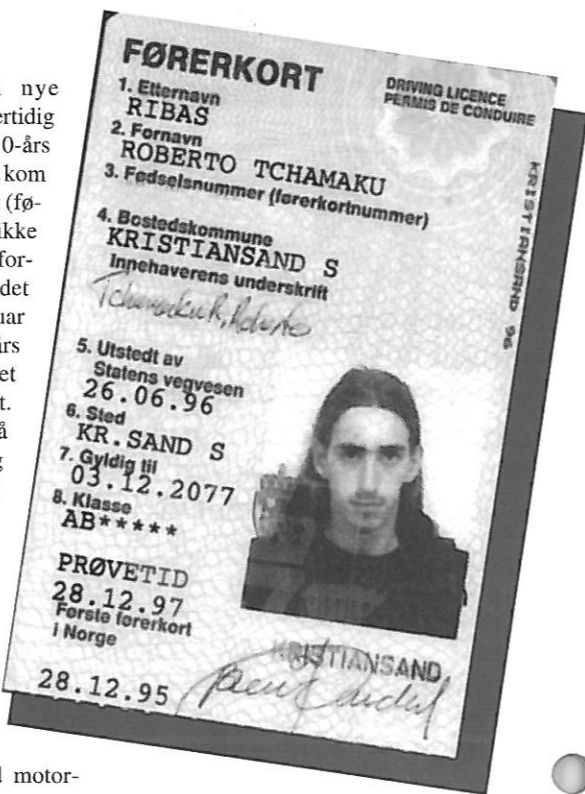 nye
ertidig
0-års
kom
(fø-
ikke
for-
det
uar
års
et
t.
å
g
FØRERKORT
DRIVING LICENCE
PERMIS DE CONDUIRE
1. Etternavn
RIBAS
2. Fornavn
ROBERTO TCHAMAKU
3. Fødselsnummer (førerkortnummer)
4. Bostedskommune
KRISTIANSAND S
Innehaverens underskrift
KRISTIANSAND 96
5. Utstedt av
Statens vegvesen
26.06.96
6. Sted
KR.SAND S
7. Gyldig til
03.12.2077
8. Klasse
AB*****
PRØVETID
28.12.97
Første førerkort
i Norge
28.12.95
KRISTIANSAND
motor-